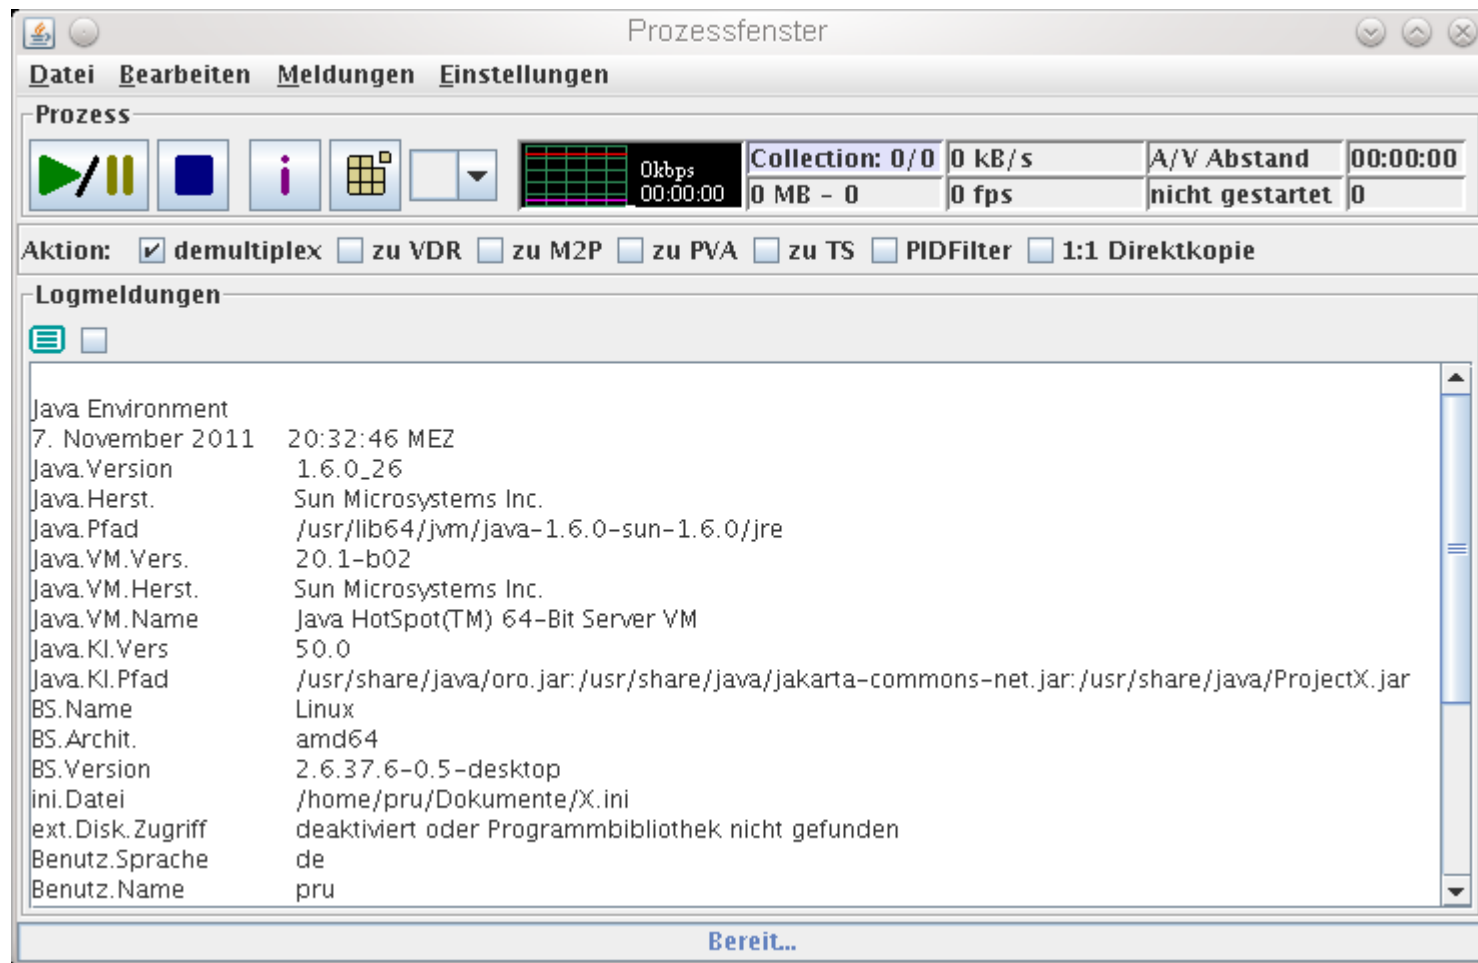 Prozessfenster
Datei Bearbeiten Meldungen Einstellungen
Prozess
0kbps
00:00:00
Collection: 0/0 0 kB/s A/V Abstand 00:00:00
0 MB - 0 0 fps nicht gestartet 0
Aktion: demultiplex zu VDR zu M2P zu PVA zu TS PIDFilter 1:1 Direktkopie
Logmeldungen
Java Environment
7. November 2011 20:32:46 MEZ
Java.Version 1.6.0_26
Java.Herst. Sun Microsystems Inc.
Java.Pfad /usr/lib64/jvm/java-1.6.0-sun-1.6.0/jre
Java.VM.Vers. 20.1-b02
Java.VM.Herst. Sun Microsystems Inc.
Java.VM.Name Java HotSpot(TM) 64-Bit Server VM
Java.Kl.Vers 50.0
Java.Kl.Pfad /usr/share/java/oro.jar:/usr/share/java/jakarta-commons-net.jar:/usr/share/java/ProjectX.jar
BS.Name Linux
BS.Archit. amd64
BS.Version 2.6.37.6-0.5-desktop
ini.Datei /home/pru/Dokumente/X.ini
ext.Disk.Zugriff deaktiviert oder Programmbibliothek nicht gefunden
Benutz.Sprache de
Benutz.Name pru
Bereit...